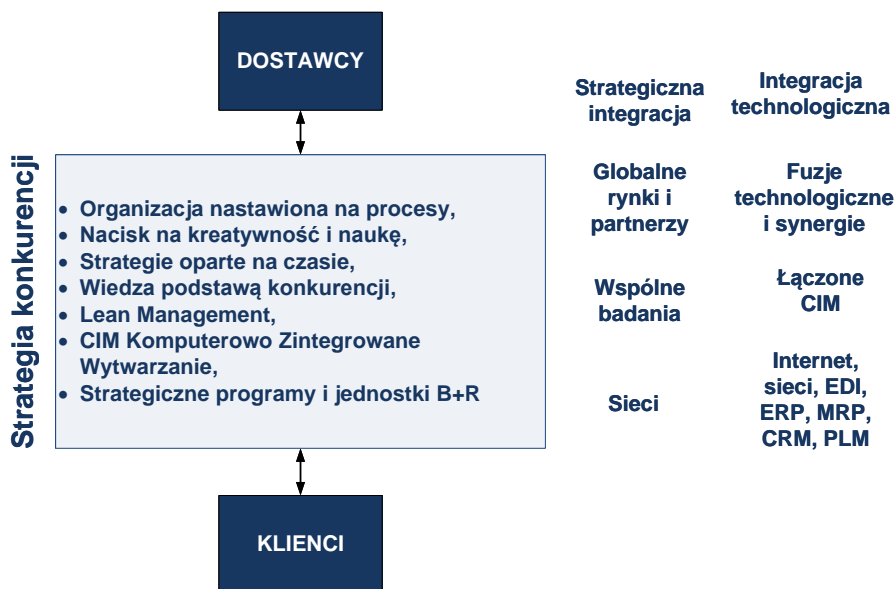 DOSTAWCY
Strategia konkurencji
• Organizacja nastawiona na procesy,
• Nacisk na kreatywność i naukę,
• Strategie oparte na czasie,
• Wiedza podstawą konkurencji,
• Lean Management,
• CIM Komputerowo Zintegrowane
Wytwarzanie,
• Strategiczne programy i jednostki B+R
KLIENCI
Strategiczna
integracja
Integracja
technologiczna
Globalne
rynki i
partnerzy
Fuzje
technologiczne
i synergie
Wspólne
badania
Łączone
CIM
Sieci
Internet,
sieci, EDI,
ERP, MRP,
CRM, PLM